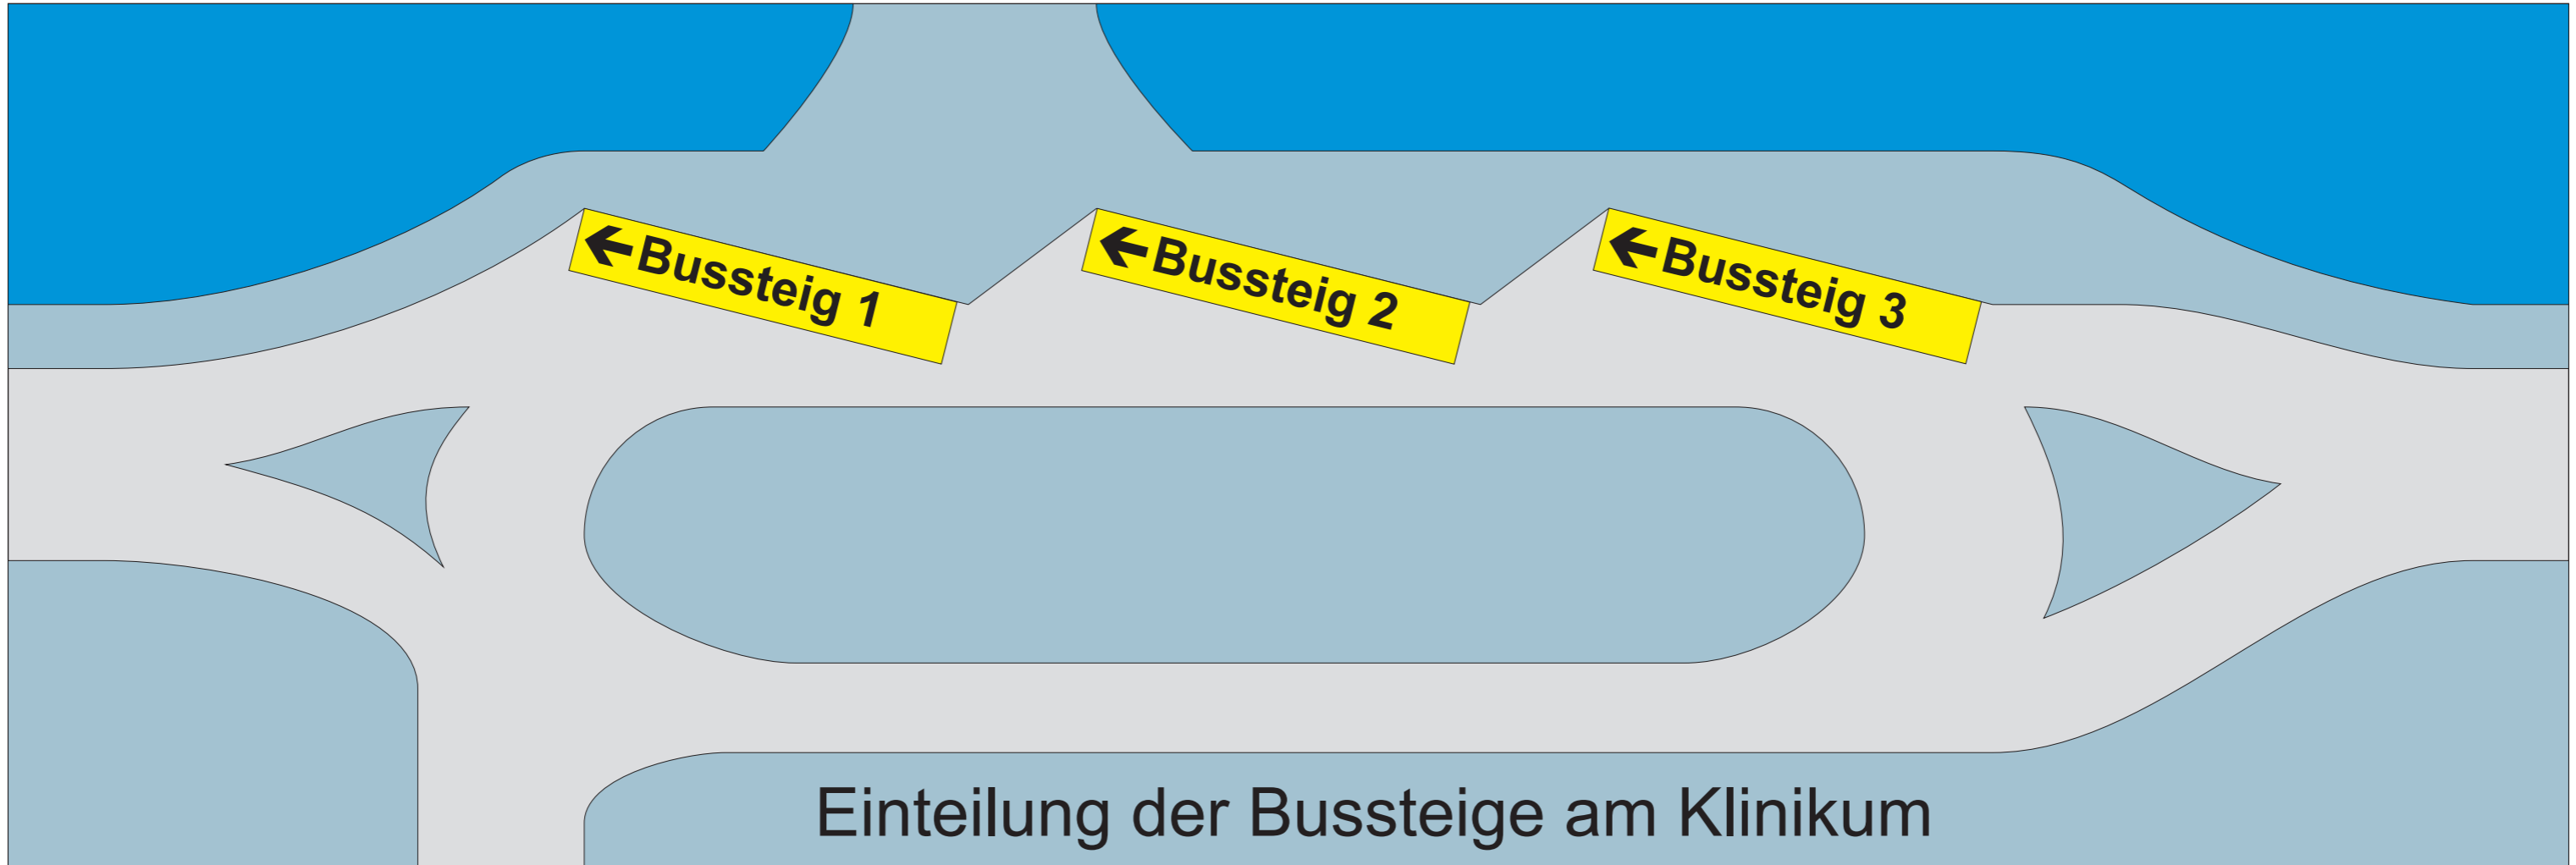 ←Bussteig 1
←Bussteig 2
←Bussteig 3
Einteilung der Bussteige am Klinikum